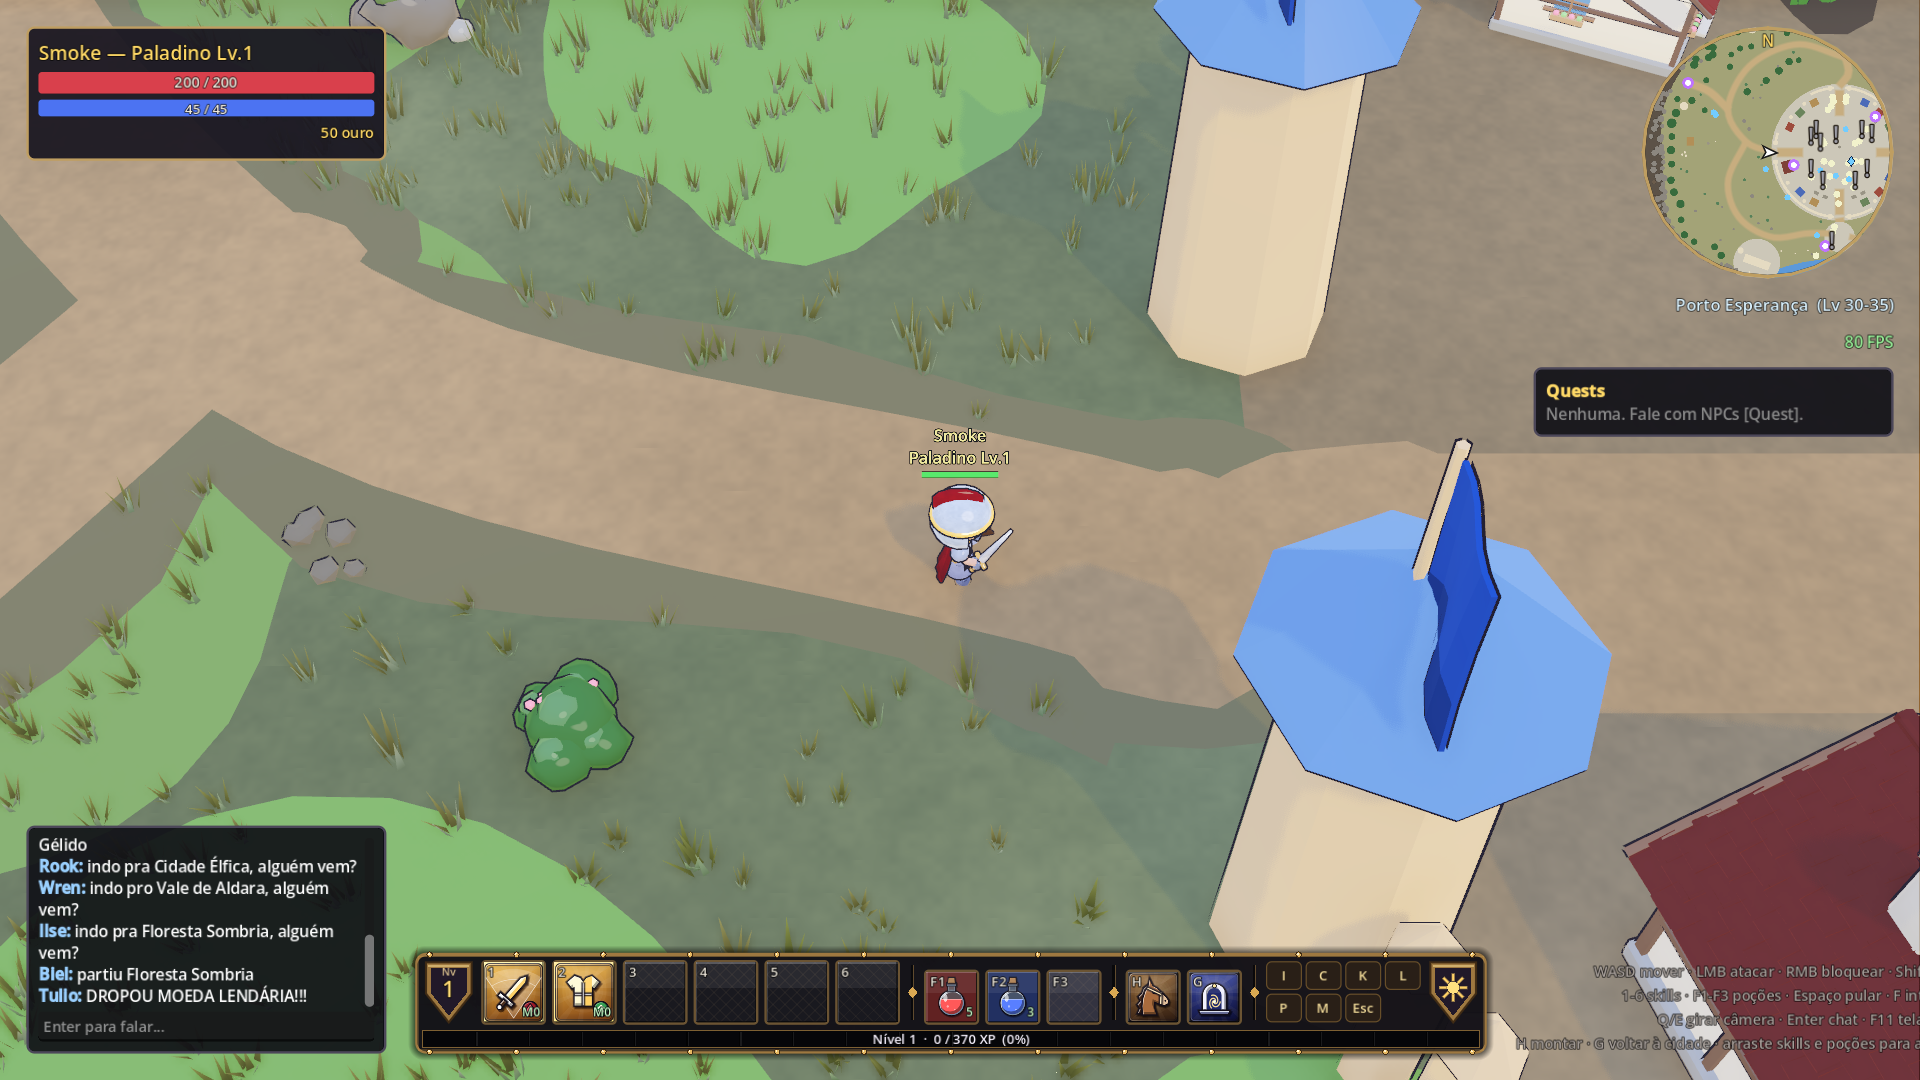 Smoke — Paladino Lv.1
200 / 200
45 / 45
50 ouro
N
Porto Esperança (Lv 30-35)
80 FPS
Quests
Nenhuma. Fale com NPCs [Quest].
Smoke
Paladino Lv.1
Gélido
Rook: indo pra Cidade Élfica, alguém vem?
Wren: indo pro Vale de Aldara, alguém
vem?
Ilse: indo pra Floresta Sombria, alguém
vem?
Biel: partiu Floresta Sombria
Tullo: DROPOU MOEDA LENDÁRIA!!!
Enter para falar...
Nv
1
1 M0
2 M0
3
4
5
6
F1 5
F2 3
F3
H
G
I C K L
P M Esc
Nível 1 · 0 / 370 XP (0%)
WASD mover · LMB atacar · RMB bloquear · Shif
1-6 skills · F1-F3 poções · Espaço pular · F in
Q/E girar câmera · Enter chat · F11 tela
H montar · G voltar à cidade · arraste skills e poções para a